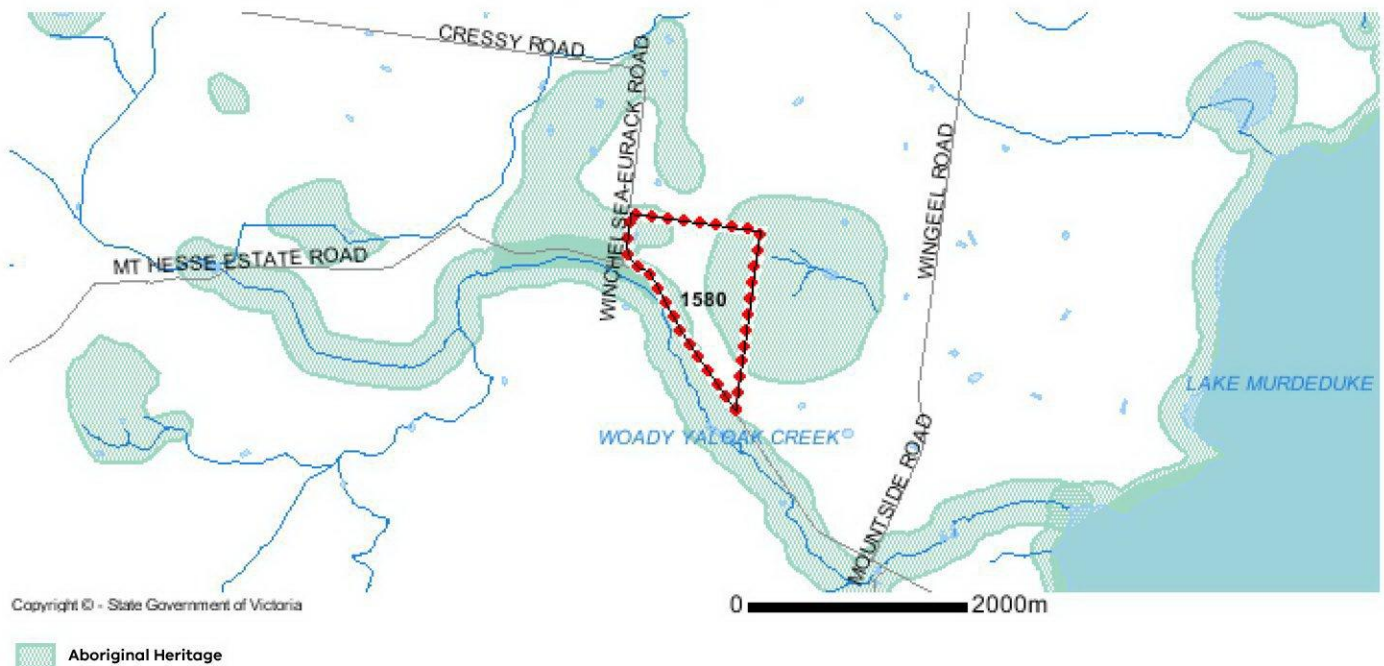 CRESSY ROAD
WINCHELSEA-EURACK ROAD
WINGEEL ROAD
MT HESSE ESTATE ROAD
1580
LAKE MURDEDUKE
WOADY YALOAK CREEK
MOUNTSIDE ROAD
Copyright © - State Government of Victoria
0 2000m
Aboriginal Heritage